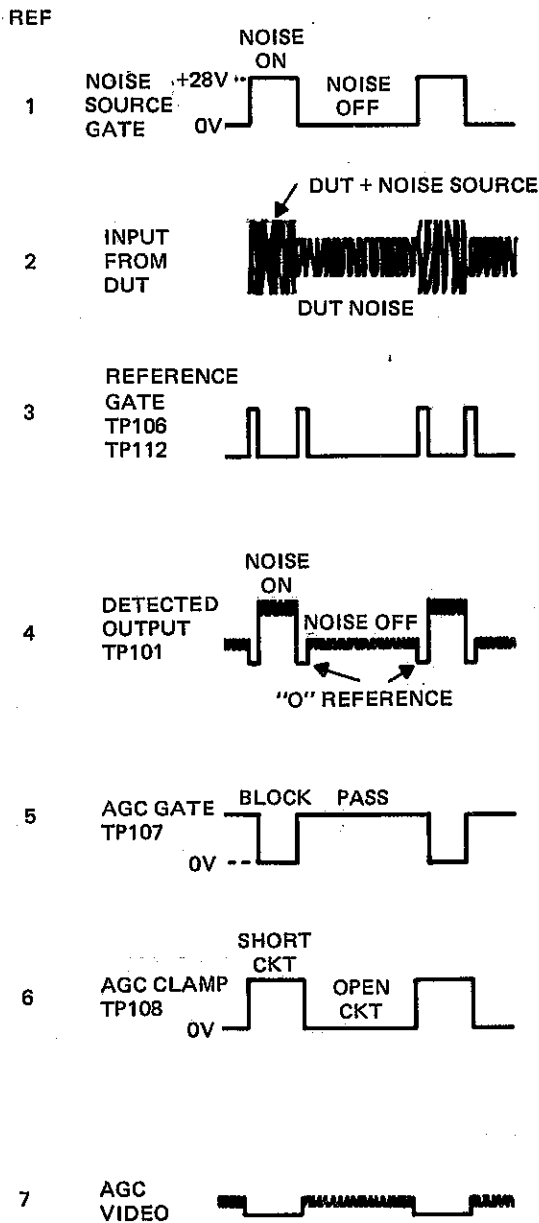 REF
1
NOISE
SOURCE
GATE
+28V
0V
NOISE
ON
NOISE
OFF
2
INPUT
FROM
DUT
DUT + NOISE SOURCE
DUT NOISE
3
REFERENCE
GATE
TP106
TP112
4
DETECTED
OUTPUT
TP101
NOISE
ON
NOISE OFF
"O" REFERENCE
5
AGC GATE
TP107
BLOCK PASS
0V
6
AGC CLAMP
TP108
SHORT
CKT
OPEN
CKT
0V
7
AGC
VIDEO